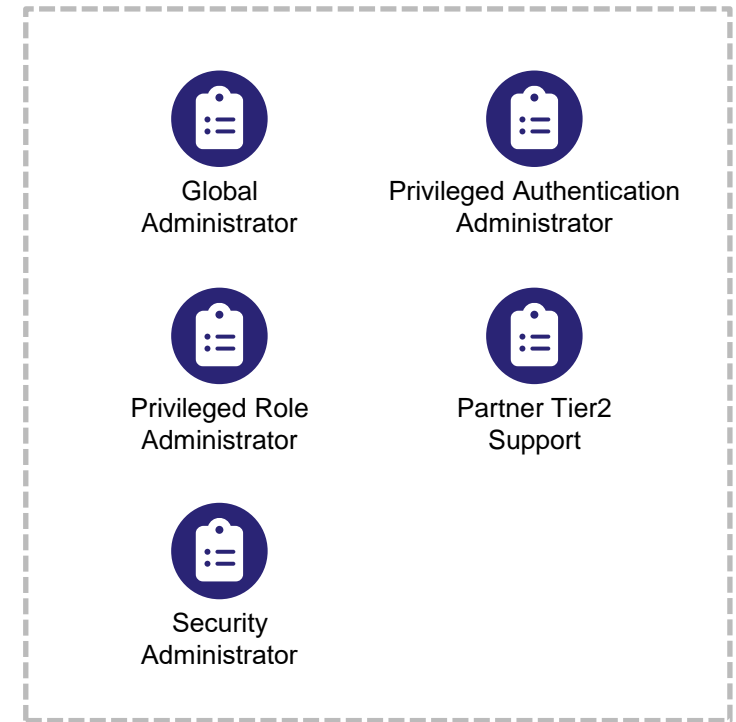 Global
Administrator
Privileged Authentication
Administrator
Privileged Role
Administrator
Partner Tier2
Support
Security
Administrator